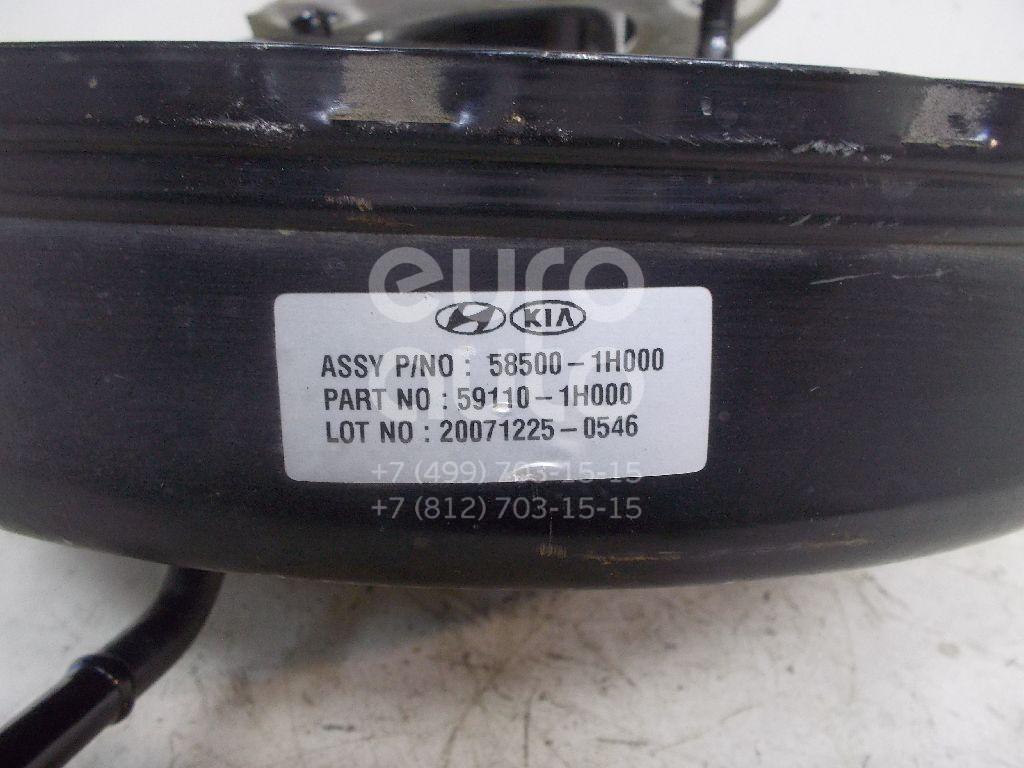 euro
auto
KIA
ASSY P/NO : 58500-1H000
PART NO : 59110-1H000
LOT NO : 20071225-0546
+7 (499) 703-15-15
+7 (812) 703-15-15